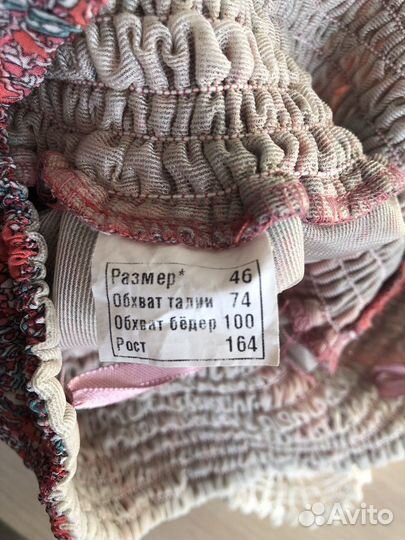 Размер* 46
Обхват талии 74
Обхват бёдер 100
Рост 164
Avito